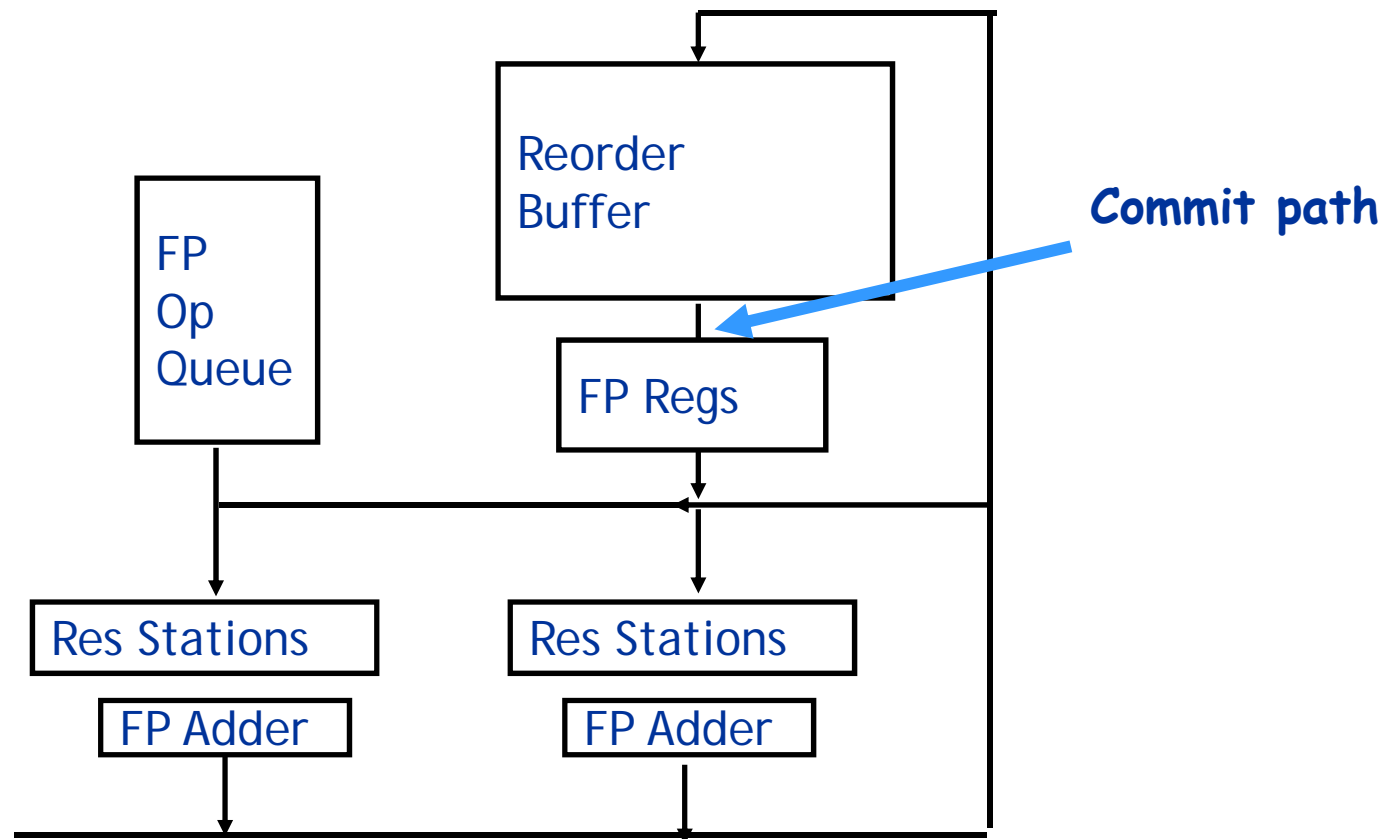 Reorder
Buffer
Commit path
FP
Op
Queue
FP Regs
Res Stations
Res Stations
FP Adder
FP Adder